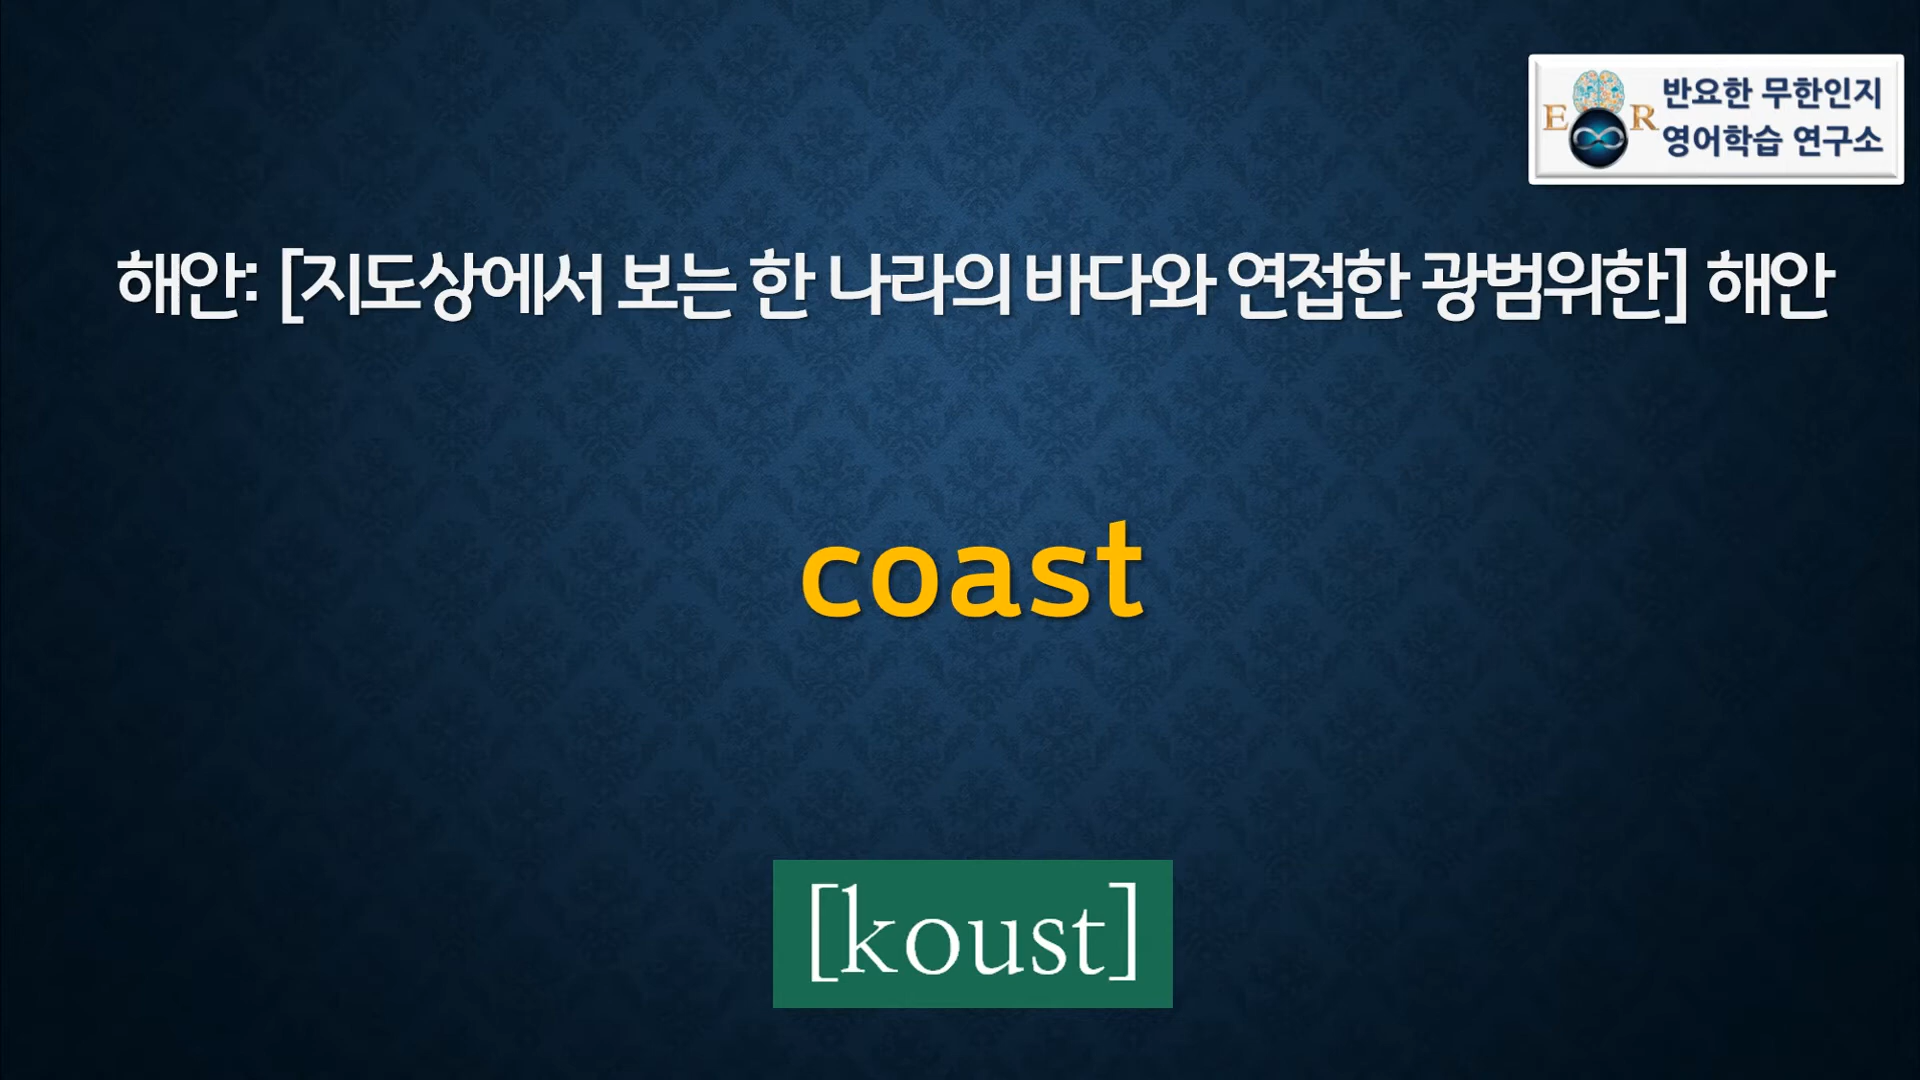 E R 반요한 무한인지
영어학습 연구소
해안: [지도상에서 보는 한 나라의 바다와 연접한 광범위한] 해안
coast
[koust]